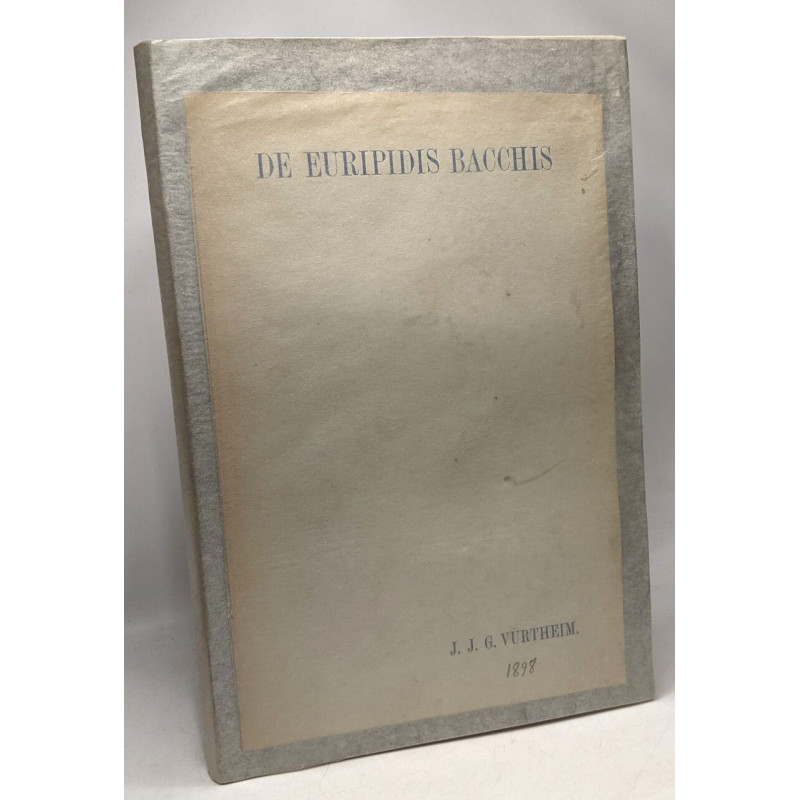 DE EURIPIDIS BACCHIS
J. J. G. VÜRTHEIM.
1898